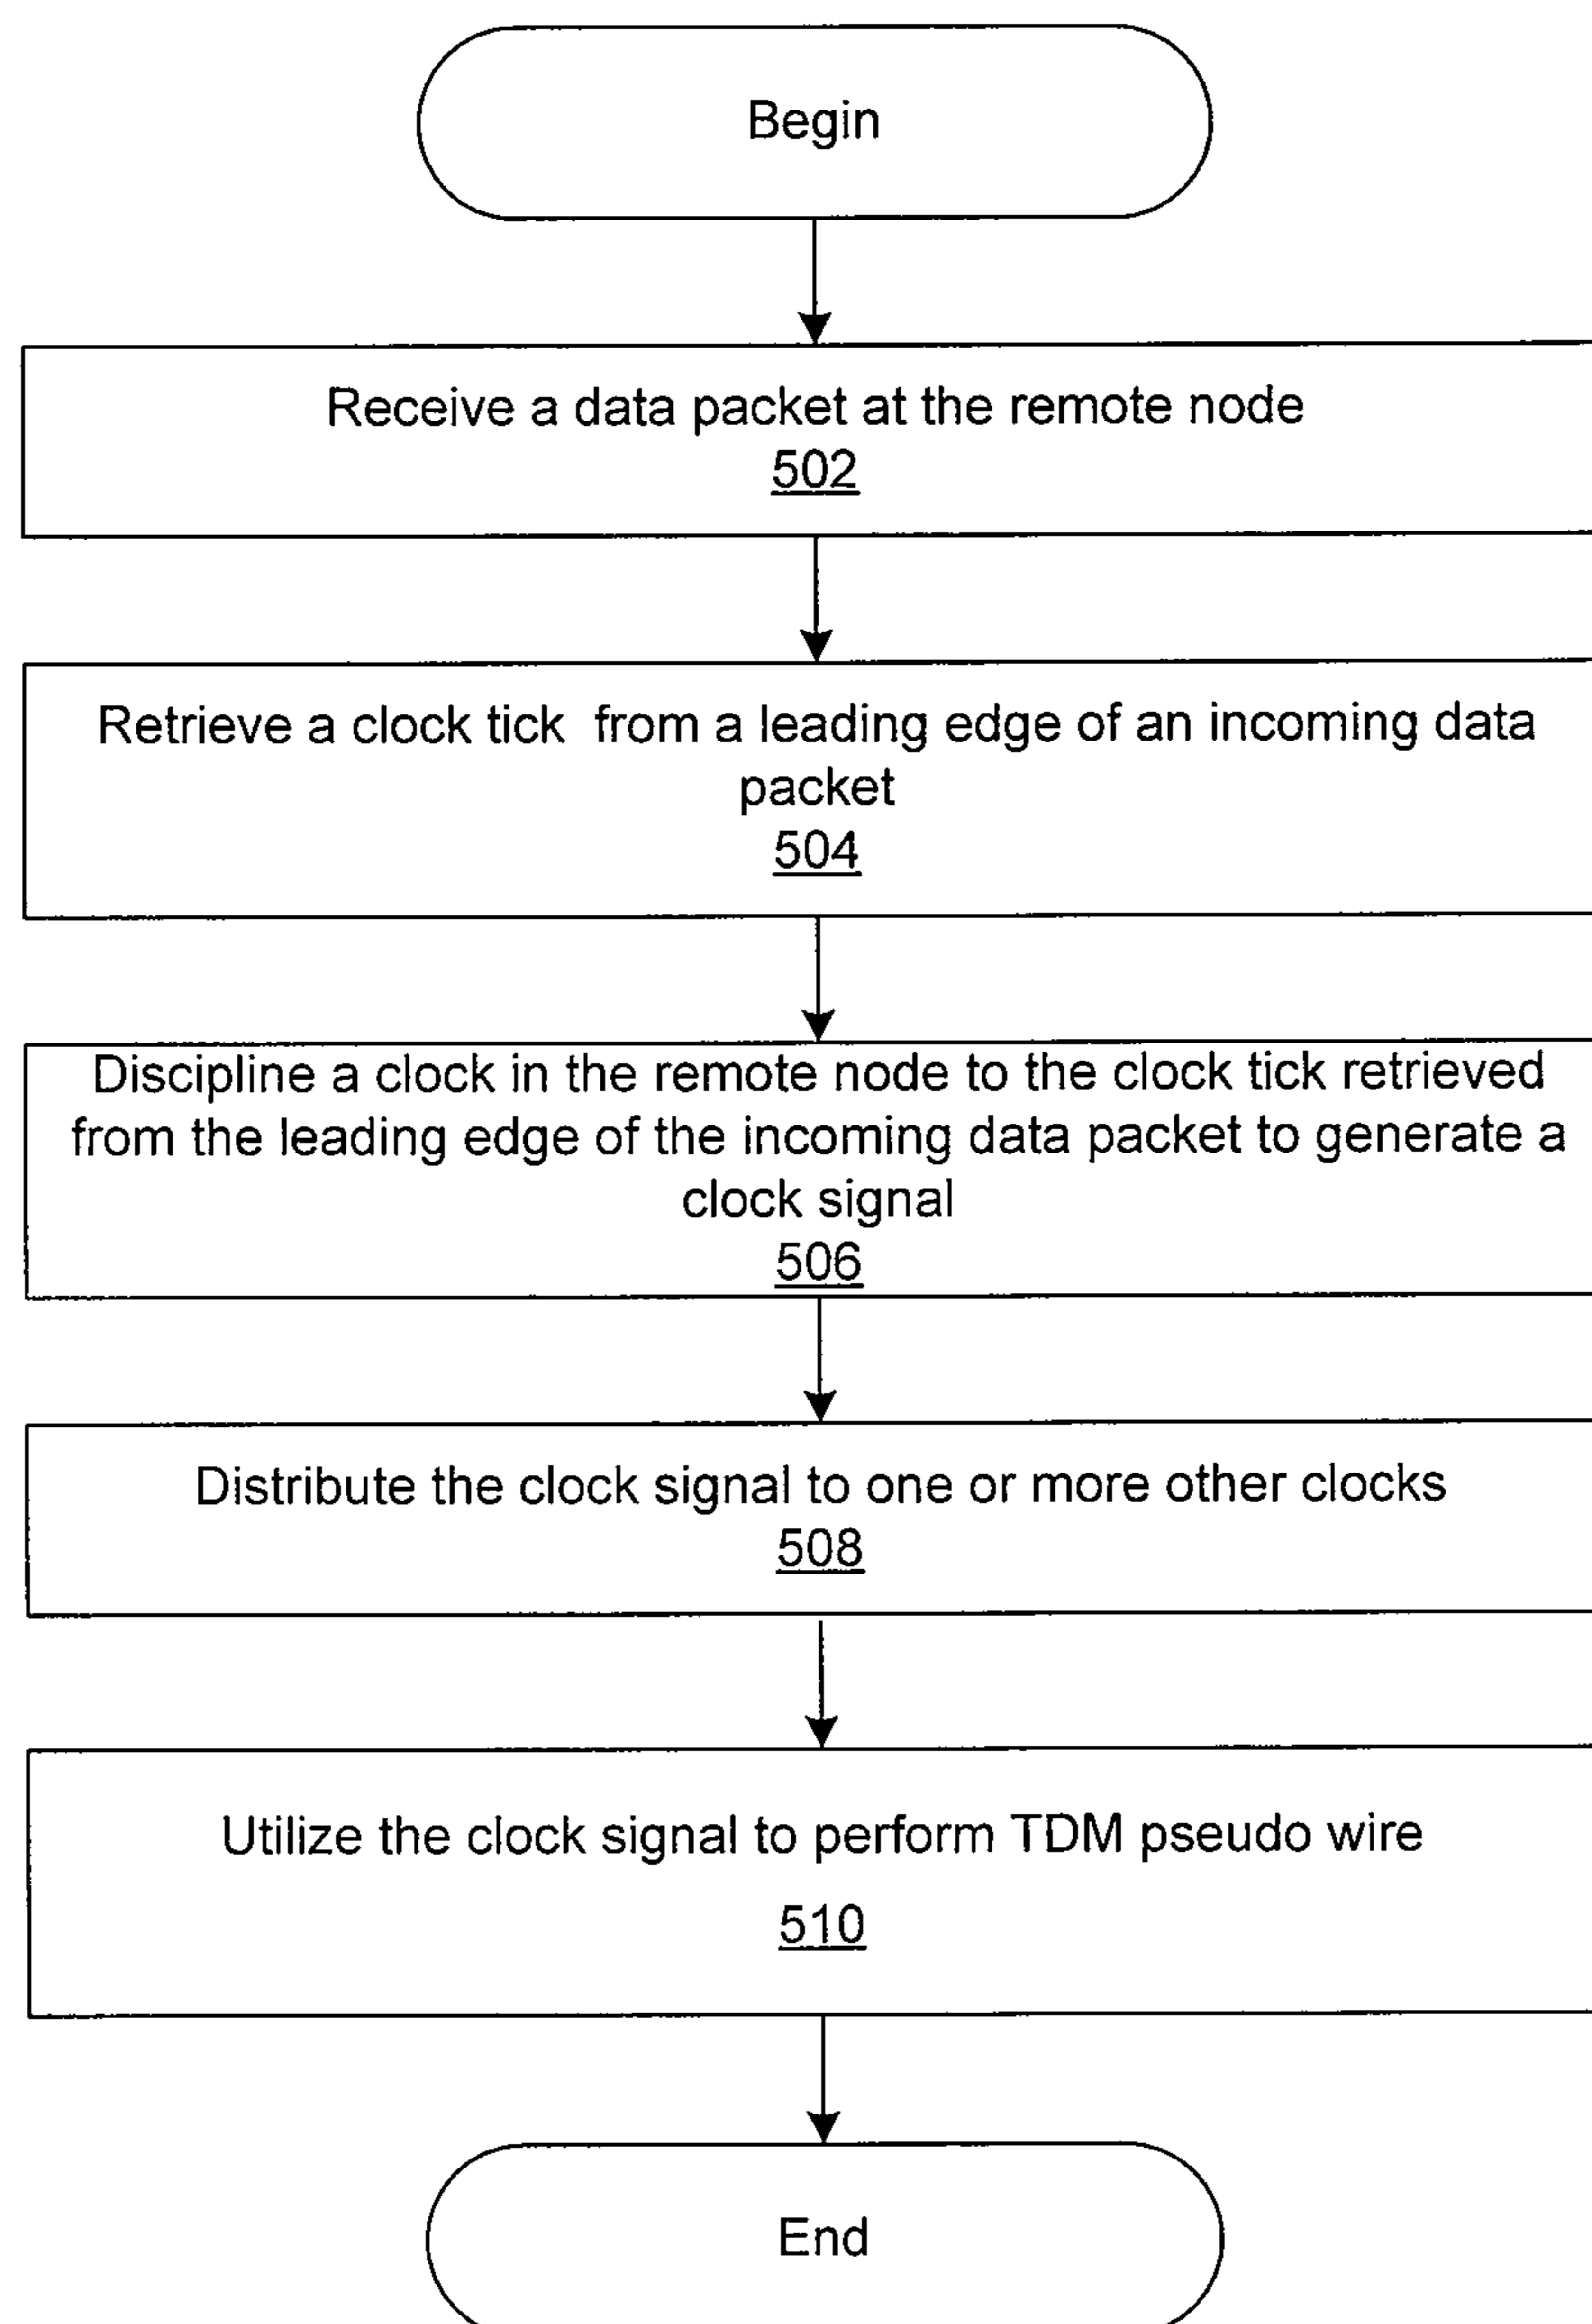 Begin
Receive a data packet at the remote node
502
Retrieve a clock tick from a leading edge of an incoming data
packet
504
Discipline a clock in the remote node to the clock tick retrieved
from the leading edge of the incoming data packet to generate a
clock signal
506
Distribute the clock signal to one or more other clocks
508
Utilize the clock signal to perform TDM pseudo wire
510
End